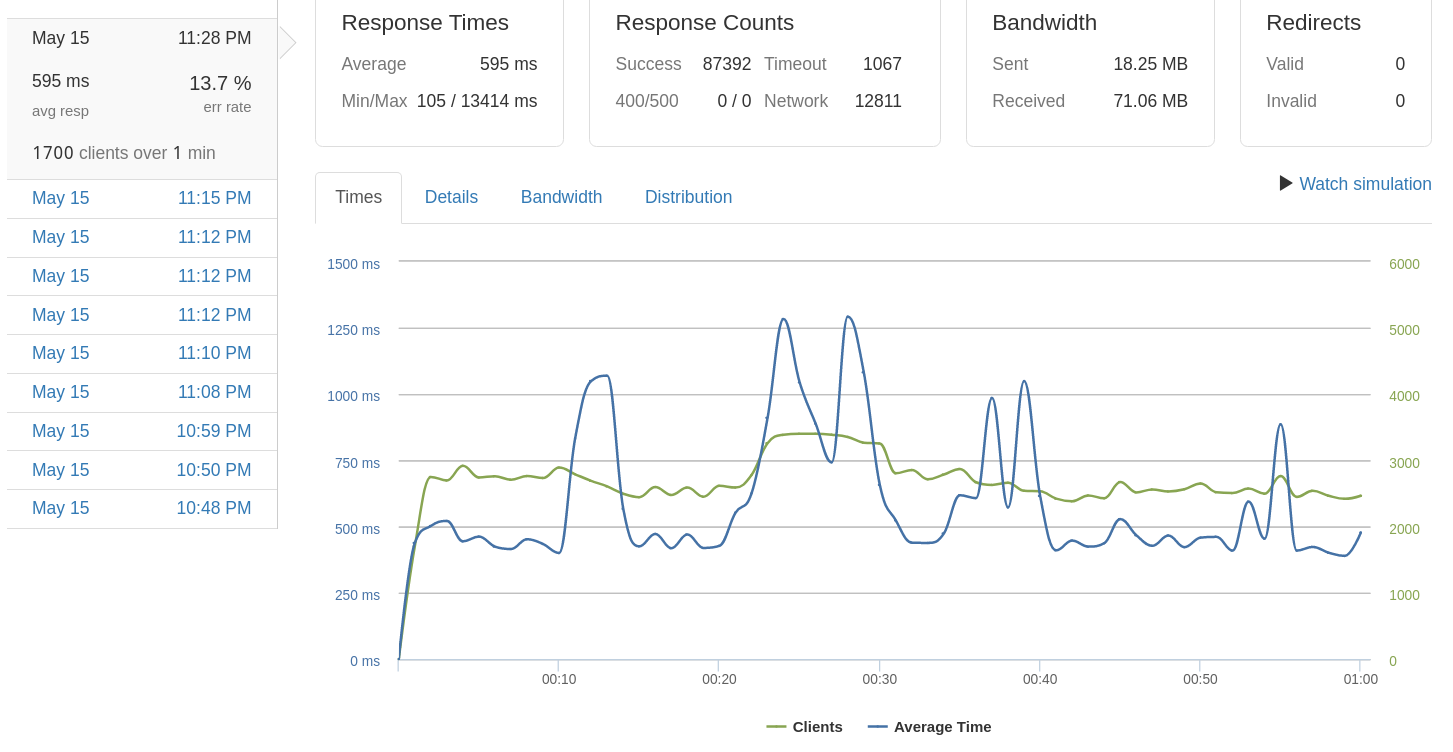 May 15 11:28 PM
595 ms 13.7 %
avg resp err rate
1700 clients over 1 min
May 15 11:15 PM
May 15 11:12 PM
May 15 11:12 PM
May 15 11:12 PM
May 15 11:10 PM
May 15 11:08 PM
May 15 10:59 PM
May 15 10:50 PM
May 15 10:48 PM
Response Times
Average 595 ms
Min/Max 105 / 13414 ms
Response Counts
Success 87392 Timeout 1067
400/500 0 / 0 Network 12811
Bandwidth
Sent 18.25 MB
Received 71.06 MB
Redirects
Valid 0
Invalid 0
Times Details Bandwidth Distribution Watch simulation
1500 ms 6000
1250 ms 5000
1000 ms 4000
750 ms 3000
500 ms 2000
250 ms 1000
0 ms 0
00:10 00:20 00:30 00:40 00:50 01:00
Clients Average Time